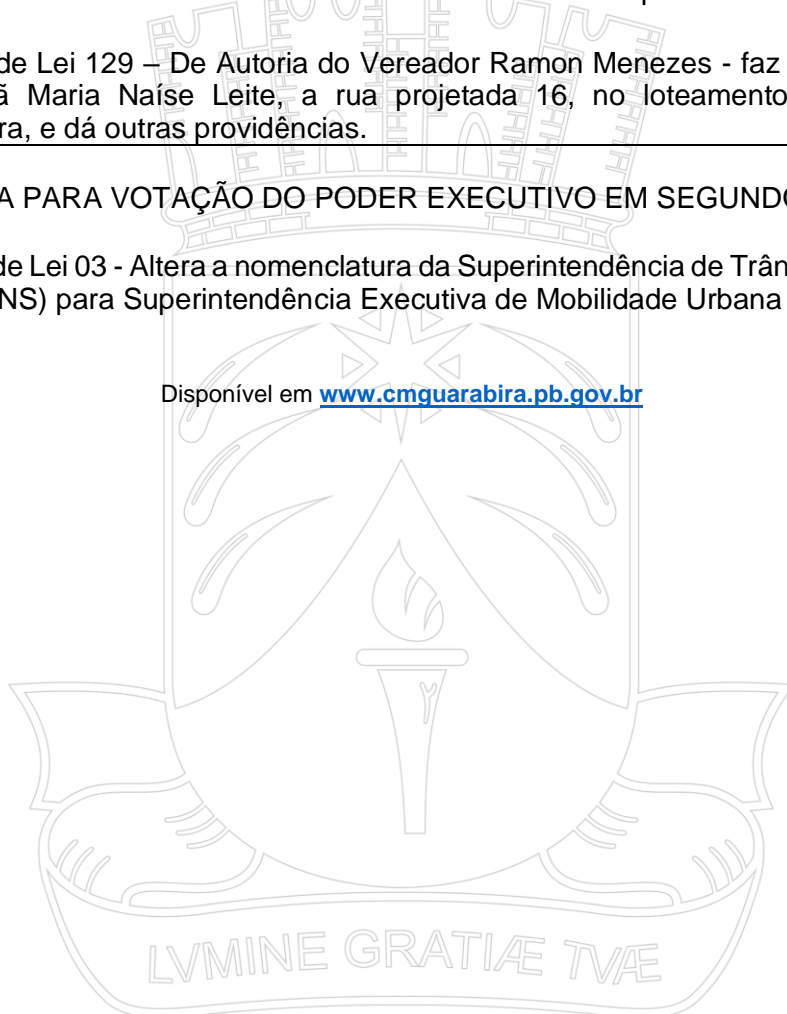 de Lei 129 – De Autoria do Vereador Ramon Menezes - faz
ã Maria Naíse Leite, a rua projetada 16, no loteamento
ra, e dá outras providências.
A PARA VOTAÇÃO DO PODER EXECUTIVO EM SEGUNDO
de Lei 03 - Altera a nomenclatura da Superintendência de Trân
NS) para Superintendência Executiva de Mobilidade Urbana
Disponível em www.cmguarabira.pb.gov.br
LVMINE GRATIÆ TVÆ